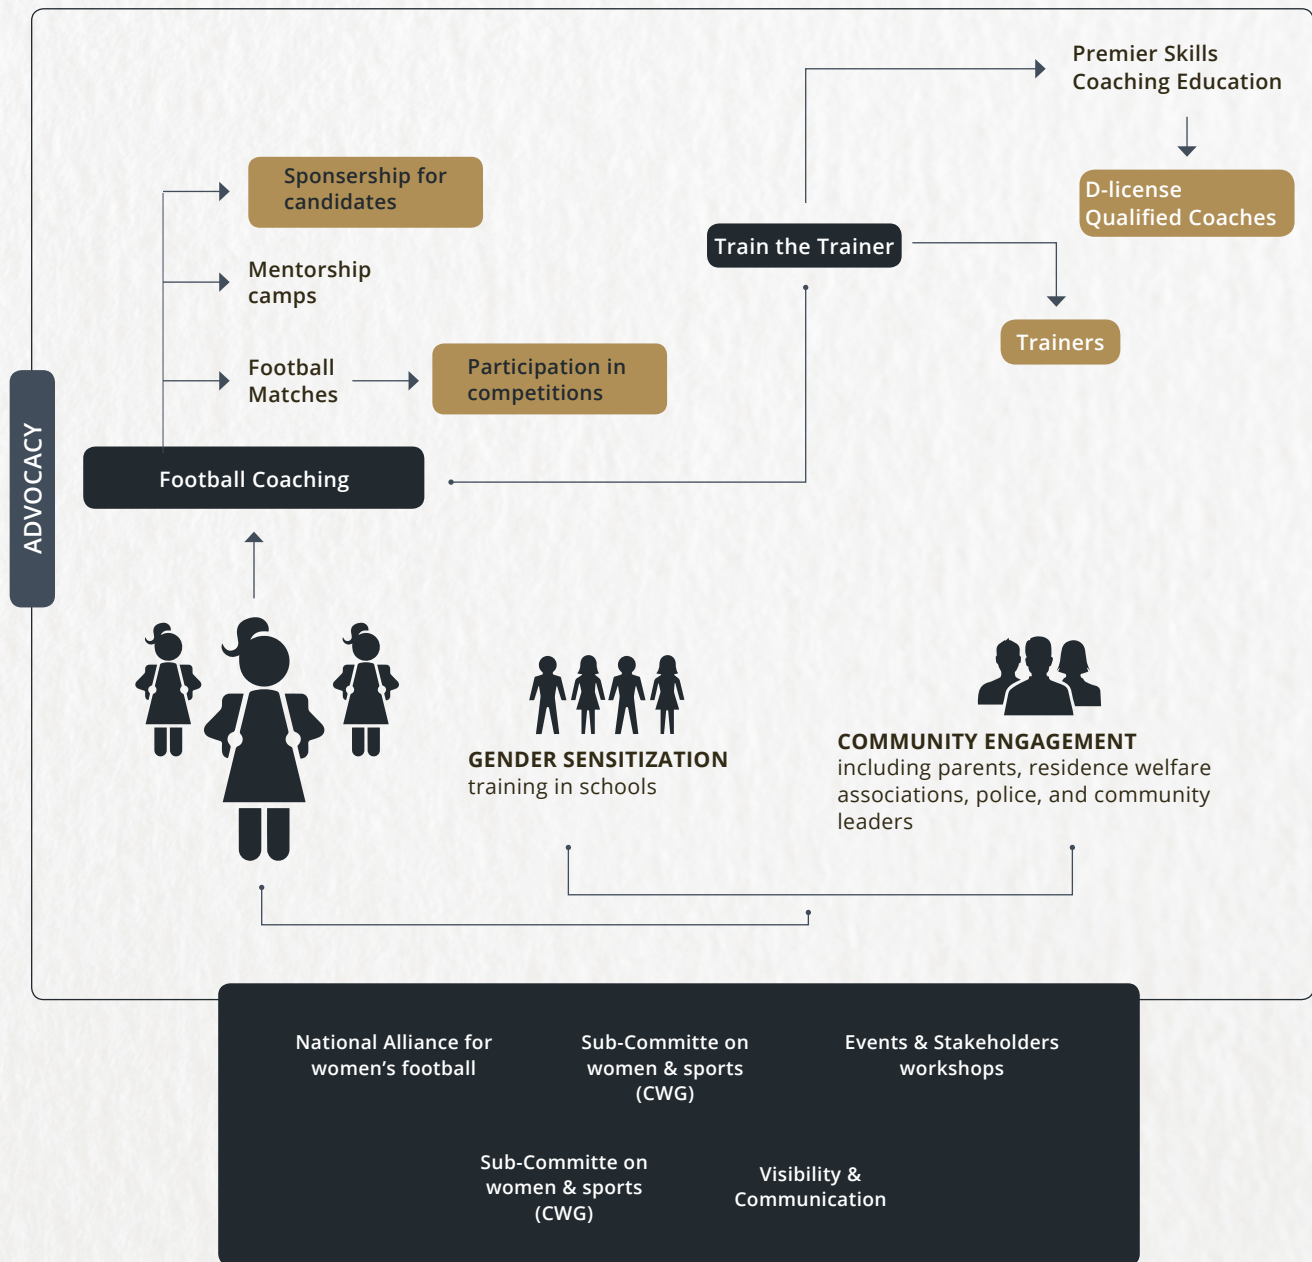 Premier Skills
Coaching Education
Sponsership for
candidates
D-license
Qualified Coaches
Train the Trainer
Mentorship
camps
Trainers
Football
Matches
Participation in
competitions
ADVOCACY
Football Coaching
GENDER SENSITIZATION
training in schools
COMMUNITY ENGAGEMENT
including parents, residence welfare
associations, police, and community
leaders
National Alliance for
women’s football
Sub-Committe on
women & sports
(CWG)
Events & Stakeholders
workshops
Sub-Committe on
women & sports
(CWG)
Visibility &
Communication